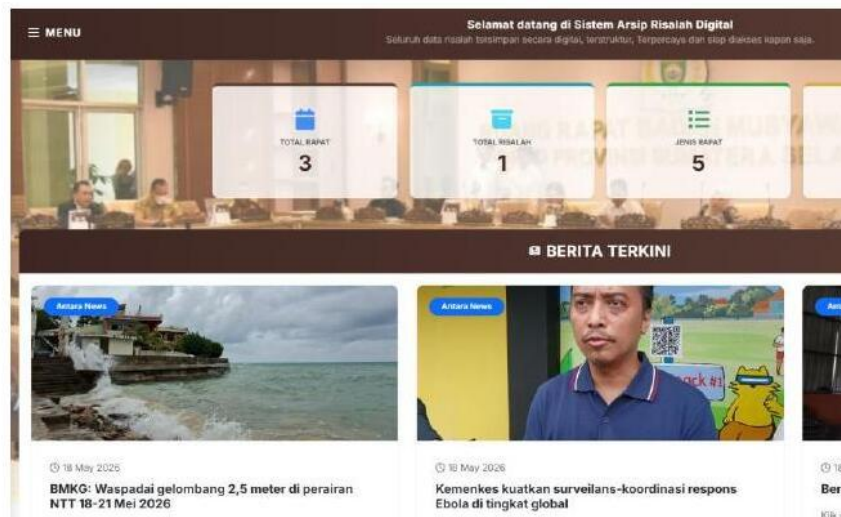 MENU
Selamat datang di Sistem Arsip Risalah Digital
Seluruh data risalah tersimpan secara digital, terstruktur, Terpercaya dan siap diakses kapan saja.
TOTAL RAPAT
3
TOTAL RISALAH
1
JENIS RAPAT
5
BERITA TERKINI
Antara News
Antara News
18 May 2026
BMKG: Waspadai gelombang 2,5 meter di perairan
NTT 18-21 Mei 2026
18 May 2026
Kemenkes kuatkan surveilans-koordinasi respons
Ebola di tingkat global
18
Ber